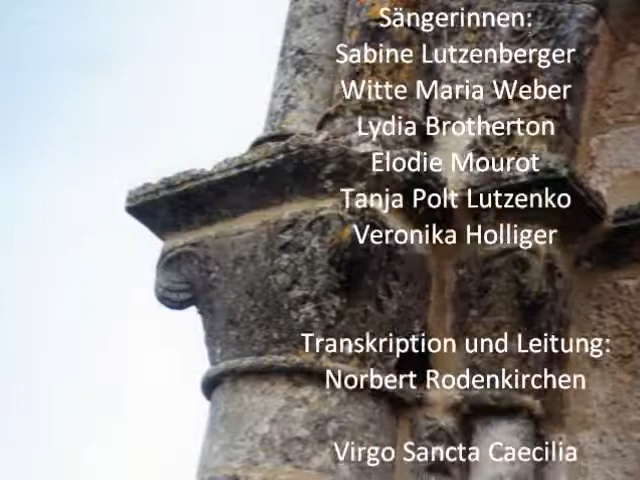 Sängerinnen:
Sabine Lutzenberger
Witte Maria Weber
Lydia Brotherton
Elodie Mourot
Tanja Polt Lutzenko
Veronika Holliger
Transkription und Leitung:
Norbert Rodenkirchen
Virgo Sancta Caecilia